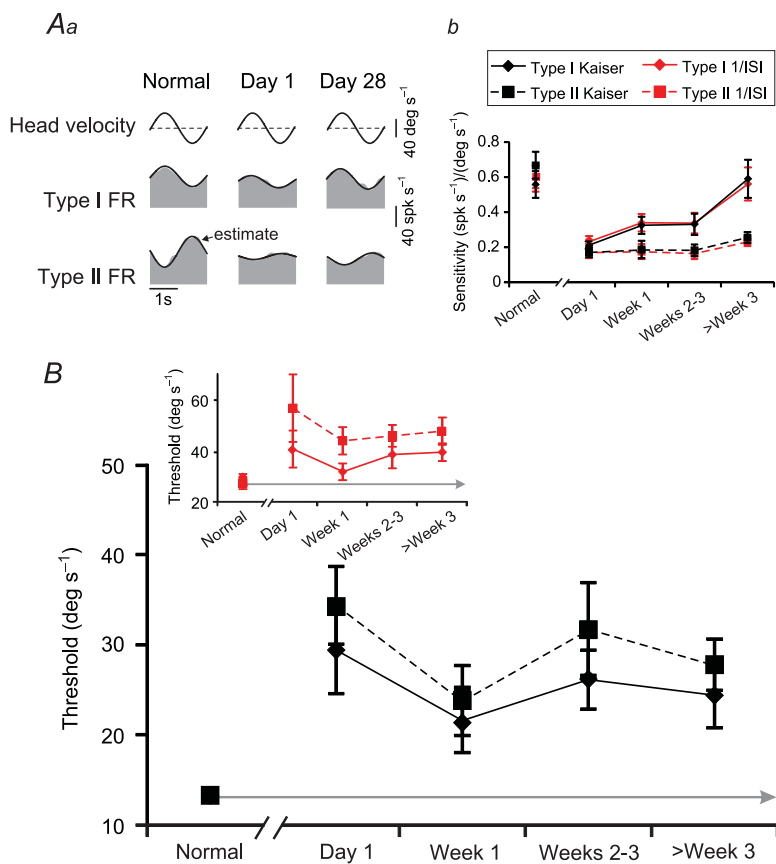 Aa
Normal Day 1 Day 28
Head velocity
40 deg s⁻¹
Type I FR
40 spk s⁻¹
estimate
Type II FR
1s
b
Type I Kaiser Type I 1/ISI
Type II Kaiser Type II 1/ISI
Sensitivity (spk s⁻¹)/(deg s⁻¹)
0.8
0.6
0.4
0.2
0
Normal Day 1 Week 1 Weeks 2-3 >Week 3
B
Threshold (deg s⁻¹)
60
40
20
Normal Day 1 Week 1 Weeks 2-3 >Week 3
Threshold (deg s⁻¹)
50
40
30
20
10
Normal Day 1 Week 1 Weeks 2-3 >Week 3